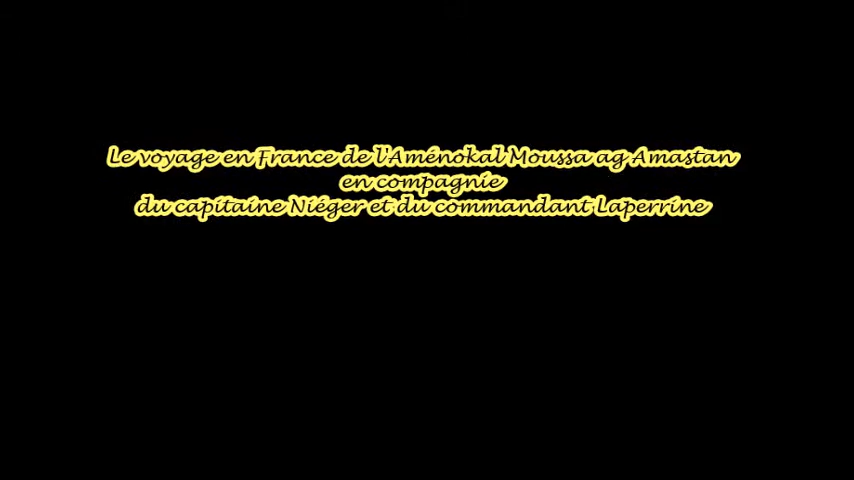 Le voyage en France de l'Aménokal Moussa ag Amastan
en compagnie
du capitaine Niéger et du commandant Laperrine